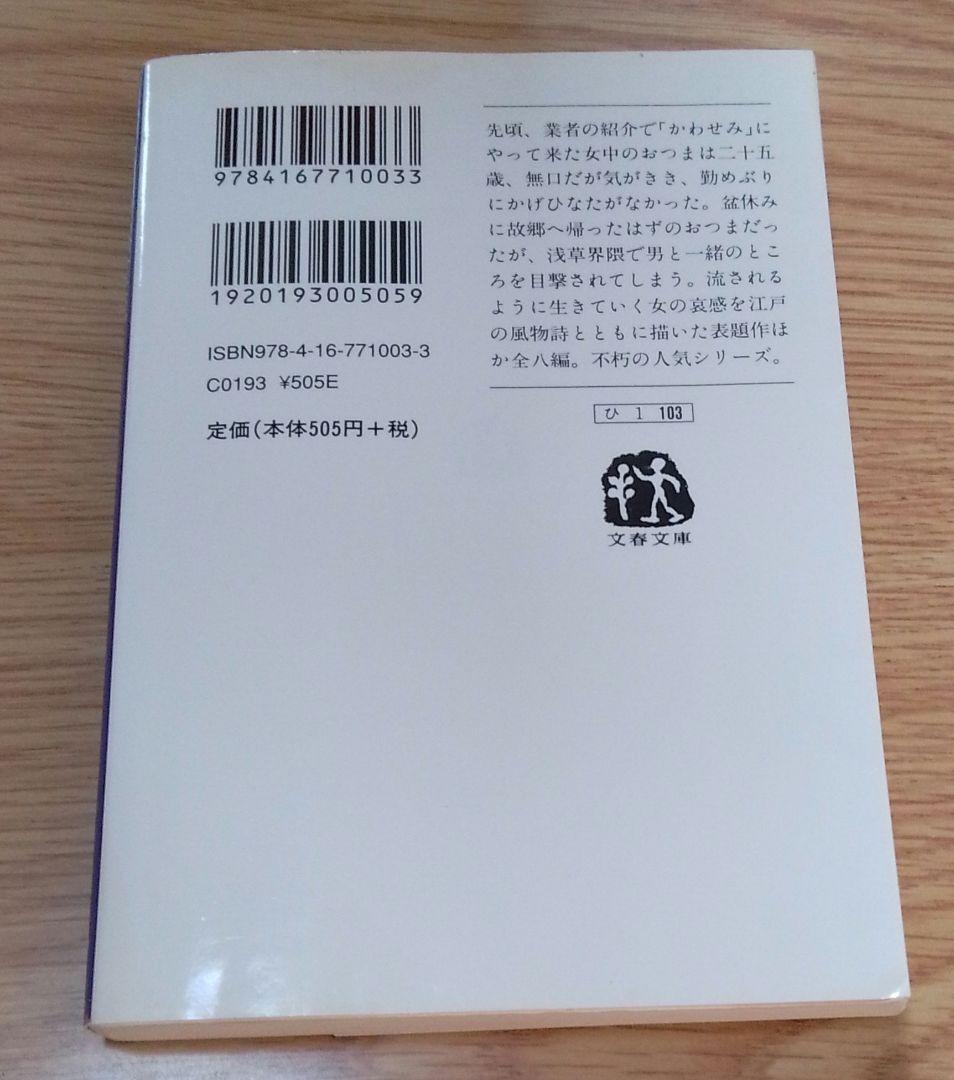 9784167710033
1920193005059
ISBN978-4-16-771003-3
C0193 ¥505E
定価(本体505円+税)
先頃、業者の紹介で「かわせみ」に
やって来た女中のおつまは二十五
歳、無口だが気がきき、勤めぶり
にかげひなたがなかった。盆休み
に故郷へ帰ったはずのおつまだっ
たが、浅草界隈で男と一緒のとこ
ろを目撃されてしまう。流される
ように生きていく女の哀感を江戸
の風物詩とともに描いた表題作ほ
か全八編。不朽の人気シリーズ。
ひ 1 103
文春文庫